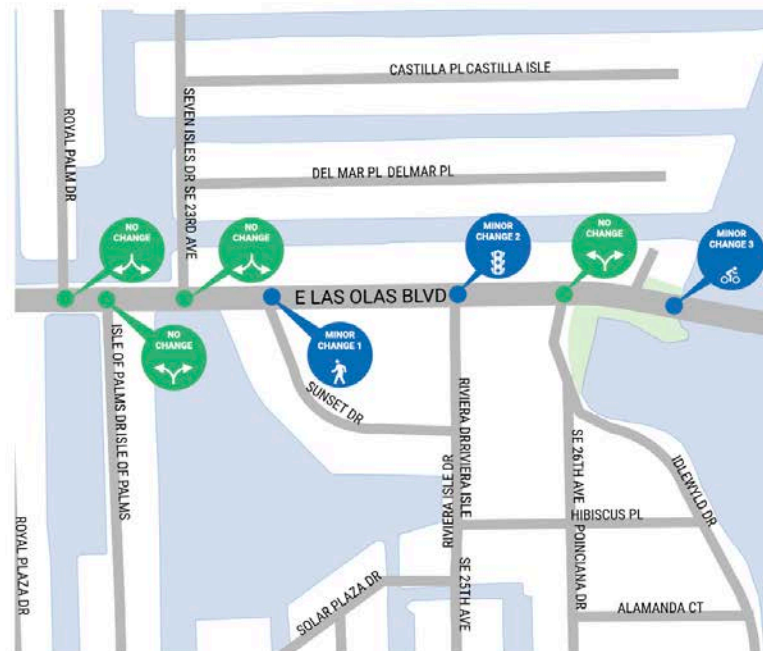 CASTILLA PL CASTILLA ISLE
ROYAL PALM DR
SEVEN ISLES DR SE 23RD AVE
DEL MAR PL DELMAR PL
NO
CHANGE
NO
CHANGE
MINOR
CHANGE 2
NO
CHANGE
MINOR
CHANGE 3
E LAS OLAS BLVD
NO
CHANGE
MINOR
CHANGE 1
ISLE OF PALMS DR ISLE OF PALMS
SUNSET DR
RIVIERA DR RIVIERA ISLE
RIVIERA ISLE DR
SE 26TH AVE
IDLEWYLD DR
HIBISCUS PL
ROYAL PLAZA DR
POINCIANA DR
SE 25TH AVE
SOLAR PLAZA DR
ALAMANDA CT